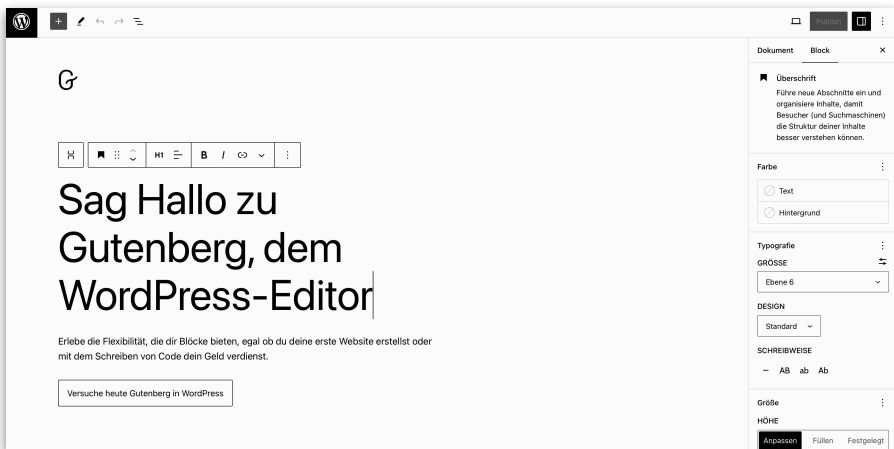 Publish
Dokument Block
Überschrift
Führe neue Abschnitte ein und
organisiere Inhalte, damit
Besucher (und Suchmaschinen)
die Struktur deiner Inhalte
besser verstehen können.
H1 B I
Sag Hallo zu
Gutenberg, dem
WordPress-Editor
Erlebe die Flexibilität, die dir Blöcke bieten, egal ob du deine erste Website erstellst oder
mit dem Schreiben von Code dein Geld verdienst.
Versuche heute Gutenberg in WordPress
Farbe
Text
Hintergrund
Typografie
GRÖSSE
Ebene 6
DESIGN
Standard
SCHREIBWEISE
– AB ab Ab
Größe
HÖHE
Anpassen Füllen Festgelegt